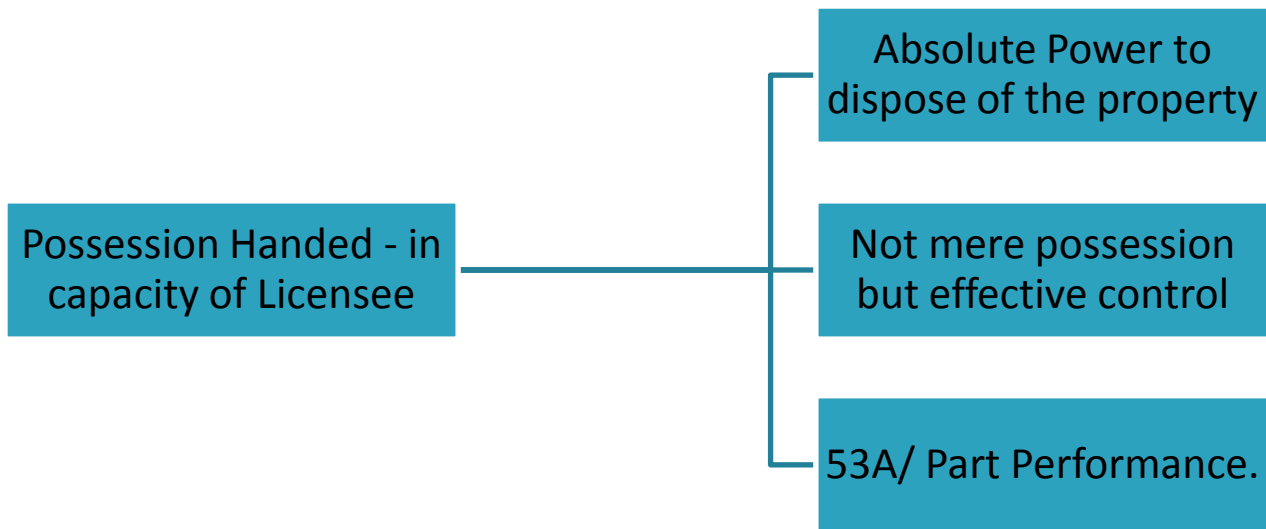 Possession Handed - in
capacity of Licensee
Absolute Power to
dispose of the property
Not mere possession
but effective control
53A/ Part Performance.